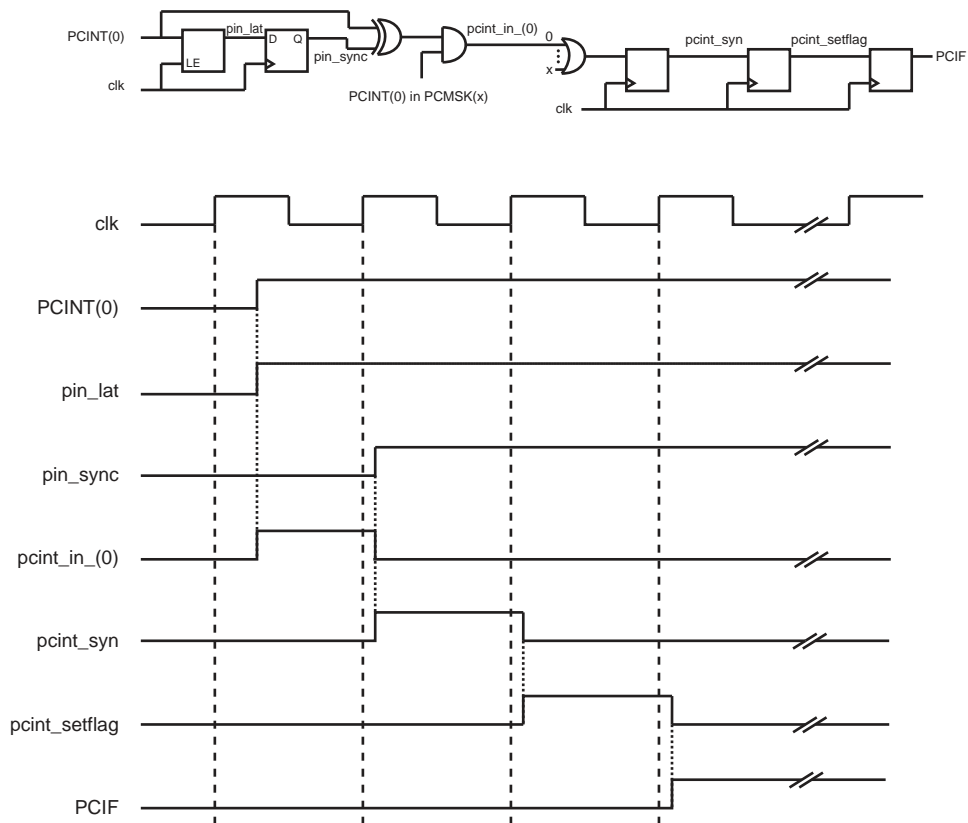 PCINT(0)
pin_lat
D
Q
LE
pin_sync
clk
PCINT(0) in PCMSK(x)
pcint_in_(0)
0
x
clk
pcint_syn
pcint_setflag
PCIF
clk
PCINT(0)
pin_lat
pin_sync
pcint_in_(0)
pcint_syn
pcint_setflag
PCIF